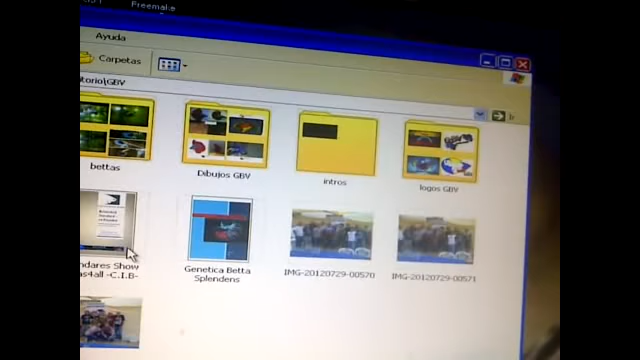 Freemake
Ayuda
Carpetas
torio\GBV
bettas
Dibujos GBV
intros
logos GBV
ndares Show
as4all -C.I.B-
Genetica Betta
Splendens
IMG-20120729-00570
IMG-20120729-00571